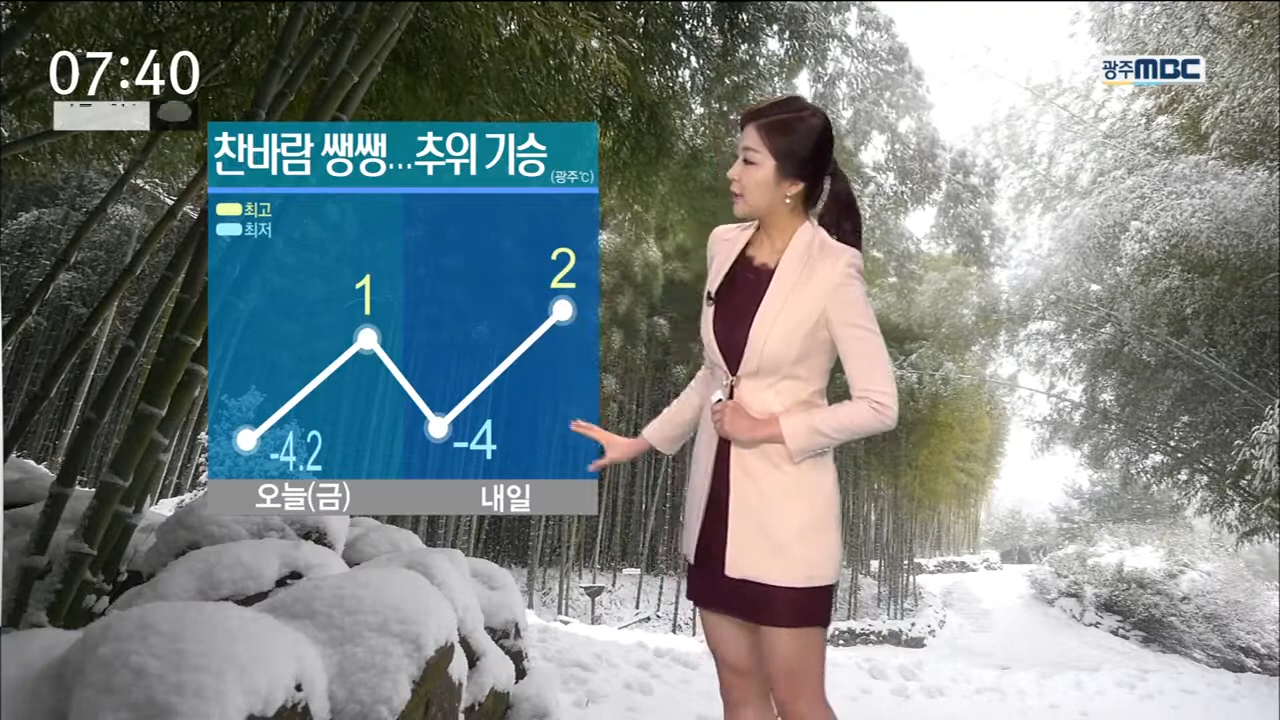 07:40
광주MBC
찬바람 쌩쌩...추위 기승
(광주℃)
최고
최저
1
2
-4.2
-4
오늘(금)
내일